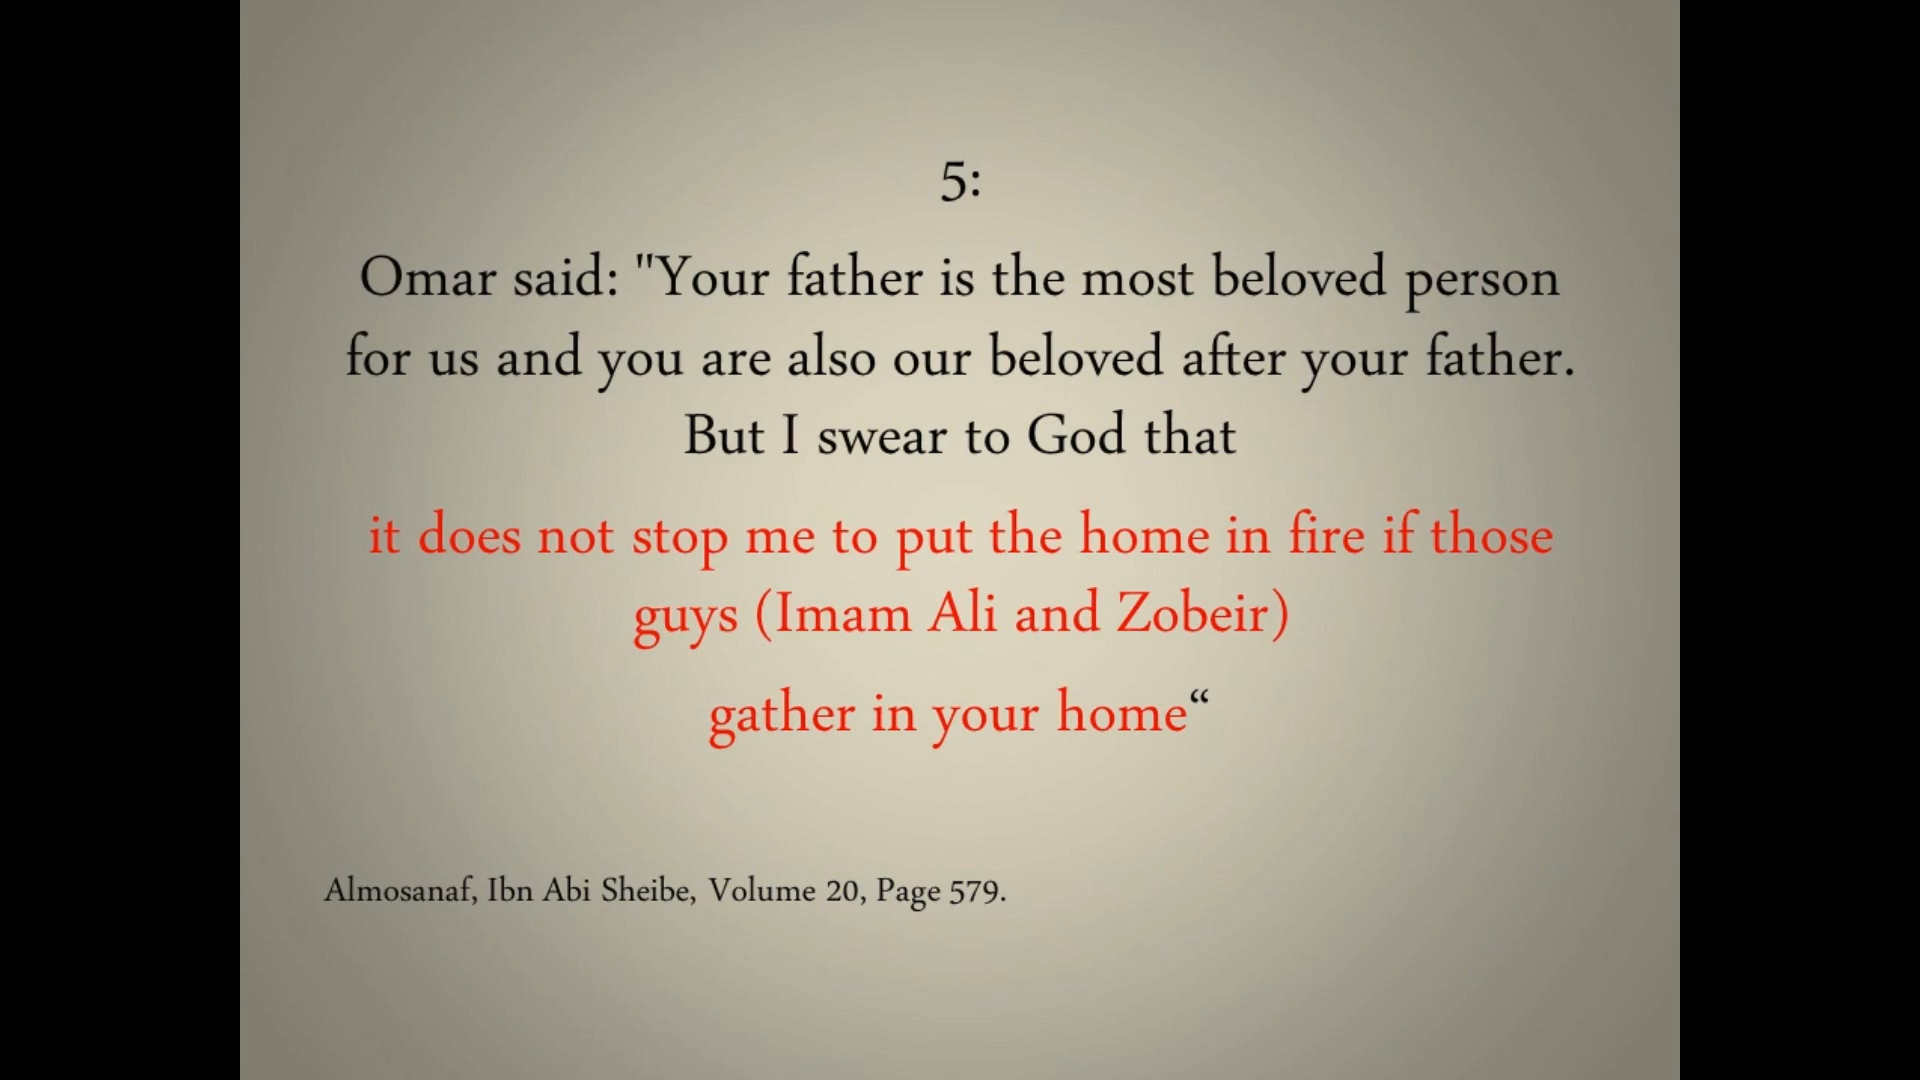 5:
Omar said: "Your father is the most beloved person
for us and you are also our beloved after your father.
But I swear to God that
it does not stop me to put the home in fire if those
guys (Imam Ali and Zobeir)
gather in your home“
Almosanaf, Ibn Abi Sheibe, Volume 20, Page 579.